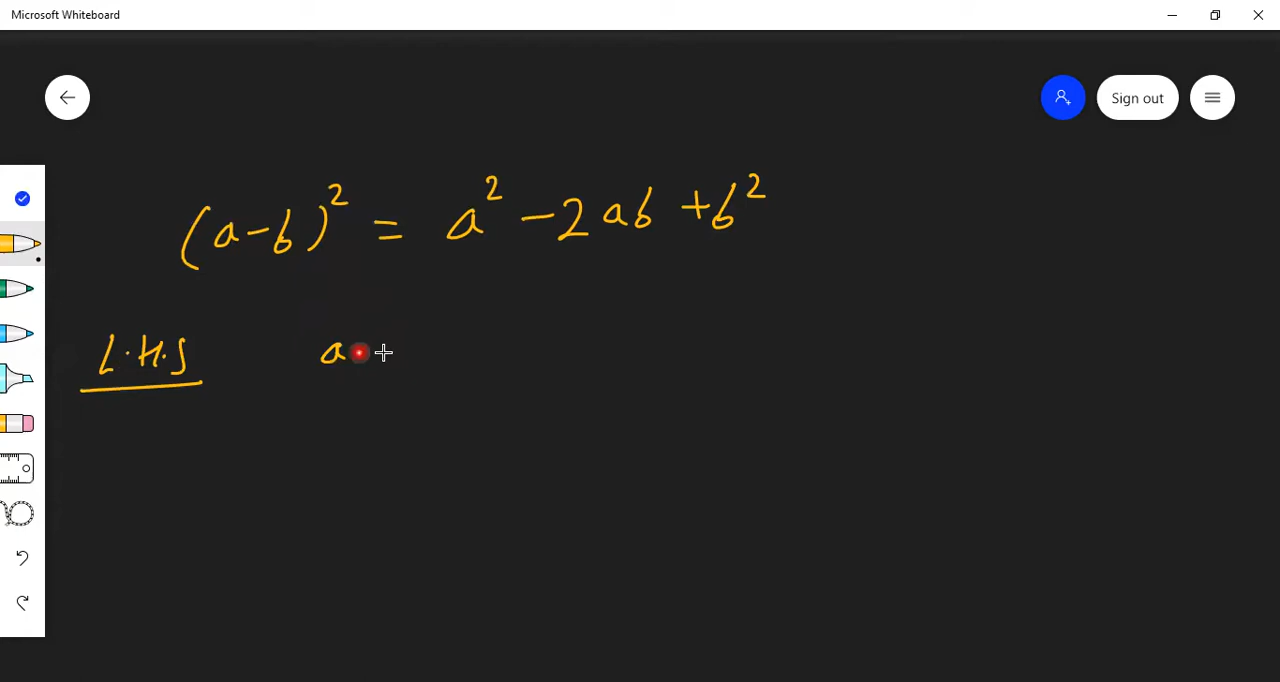 Microsoft Whiteboard
Sign out
(a-b)² = a² -2ab +b²
L.H.S a